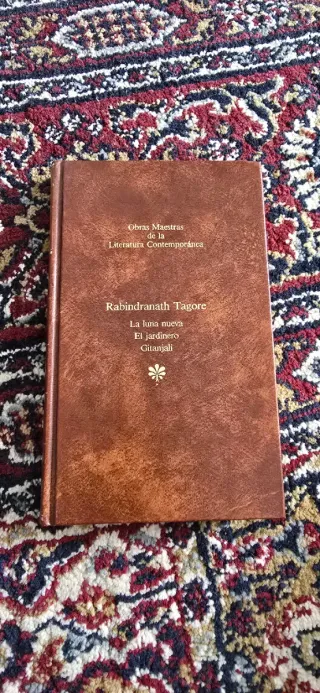 Obras Maestras
de la
Literatura Contemporánea
Rabindranath Tagore
La luna nueva
El jardinero
Gitanjali